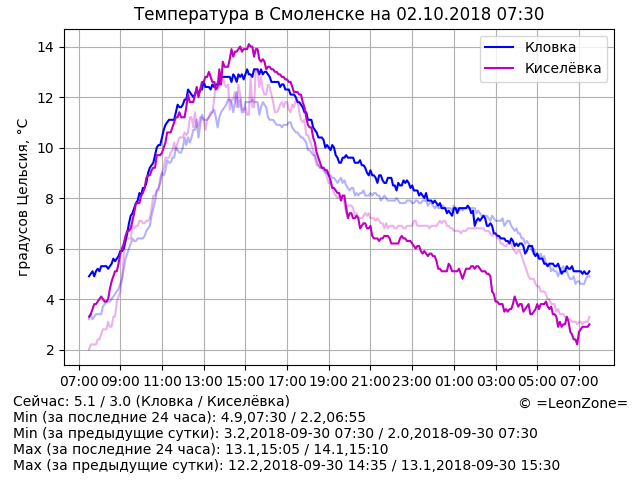 Температура в Смоленске на 02.10.2018 07:30
градусов Цельсия, °C
14
12
10
8
6
4
2
Кловка
Киселёвка
07:00 09:00 11:00 13:00 15:00 17:00 19:00 21:00 23:00 01:00 03:00 05:00 07:00
Сейчас: 5.1 / 3.0 (Кловка / Киселёвка)
© =LeonZone=
Min (за последние 24 часа): 4.9,07:30 / 2.2,06:55
Min (за предыдущие сутки): 3.2,2018-09-30 07:30 / 2.0,2018-09-30 07:30
Max (за последние 24 часа): 13.1,15:05 / 14.1,15:10
Max (за предыдущие сутки): 12.2,2018-09-30 14:35 / 13.1,2018-09-30 15:30